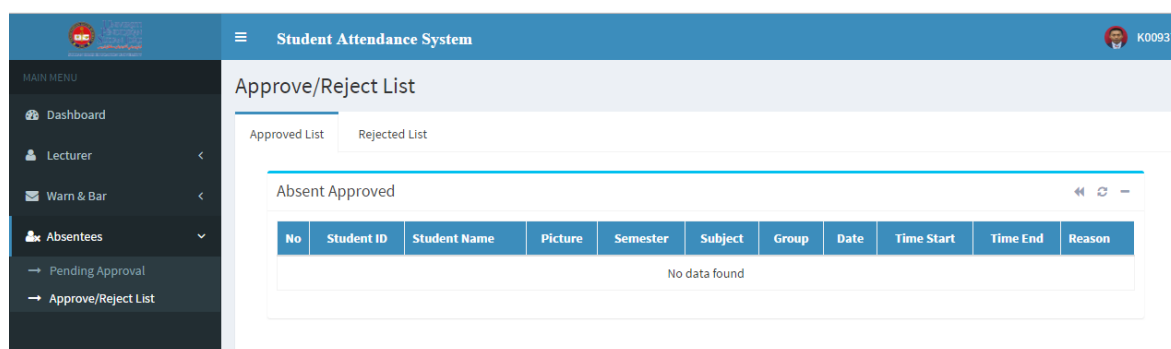 Student Attendance System
K0093
MAIN MENU
Dashboard
Lecturer
Warn & Bar
Absentees
Pending Approval
Approve/Reject List
Approve/Reject List
Approved List
Rejected List
Absent Approved
No Student ID Student Name Picture Semester Subject Group Date Time Start Time End Reason
No data found